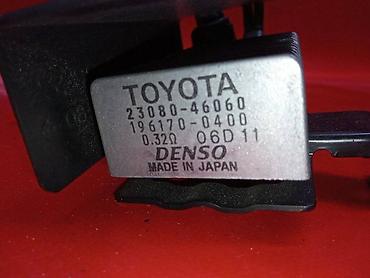 TOYOTA
23080-46060
196170-0400
0.32Ω 06D 11
DENSO
MADE IN JAPAN